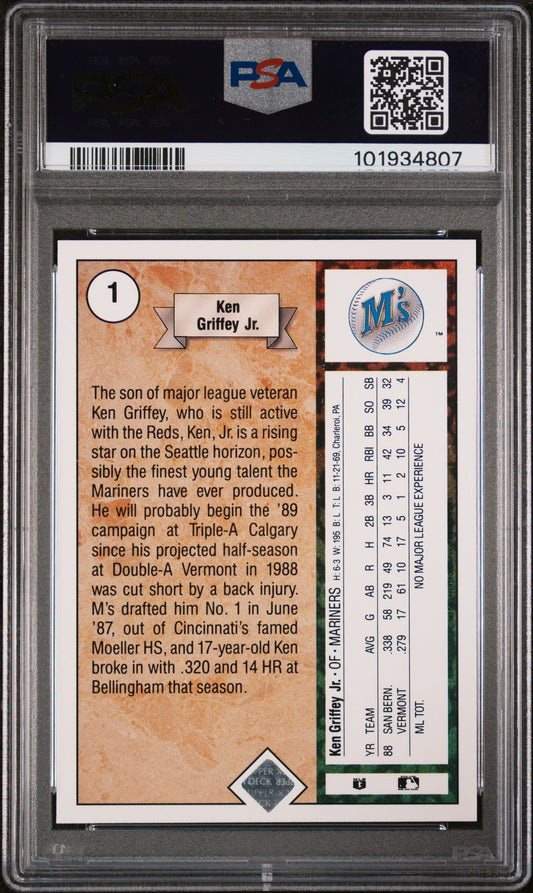 PSA
101934807
1
Ken
Griffey Jr.
The son of major league veteran
Ken Griffey, who is still active
with the Reds, Ken, Jr. is a rising
star on the Seattle horizon, pos-
sibly the finest young talent the
Mariners have ever produced.
He will probably begin the '89
campaign at Triple-A Calgary
since his projected half-season
at Double-A Vermont in 1988
was cut short by a back injury.
M's drafted him No. 1 in June
'87, out of Cincinnati's famed
Moeller HS, and 17-year-old Ken
broke in with .320 and 14 HR at
Bellingham that season.
M's
™
Ken Griffey Jr. • OF • MARINERS H: 6-3 W: 195 B: L T: L B: 11-21-69, Charleroi, PA
YR TEAM AVG G AB R H 2B 3B HR RBI BB SO SB
88 SAN BERN. .338 58 219 49 74 13 3 11 42 34 39 32
VERMONT .279 17 61 10 17 5 1 2 10 5 12 4
ML TOT. NO MAJOR LEAGUE EXPERIENCE
UPPER
DECK
PSA